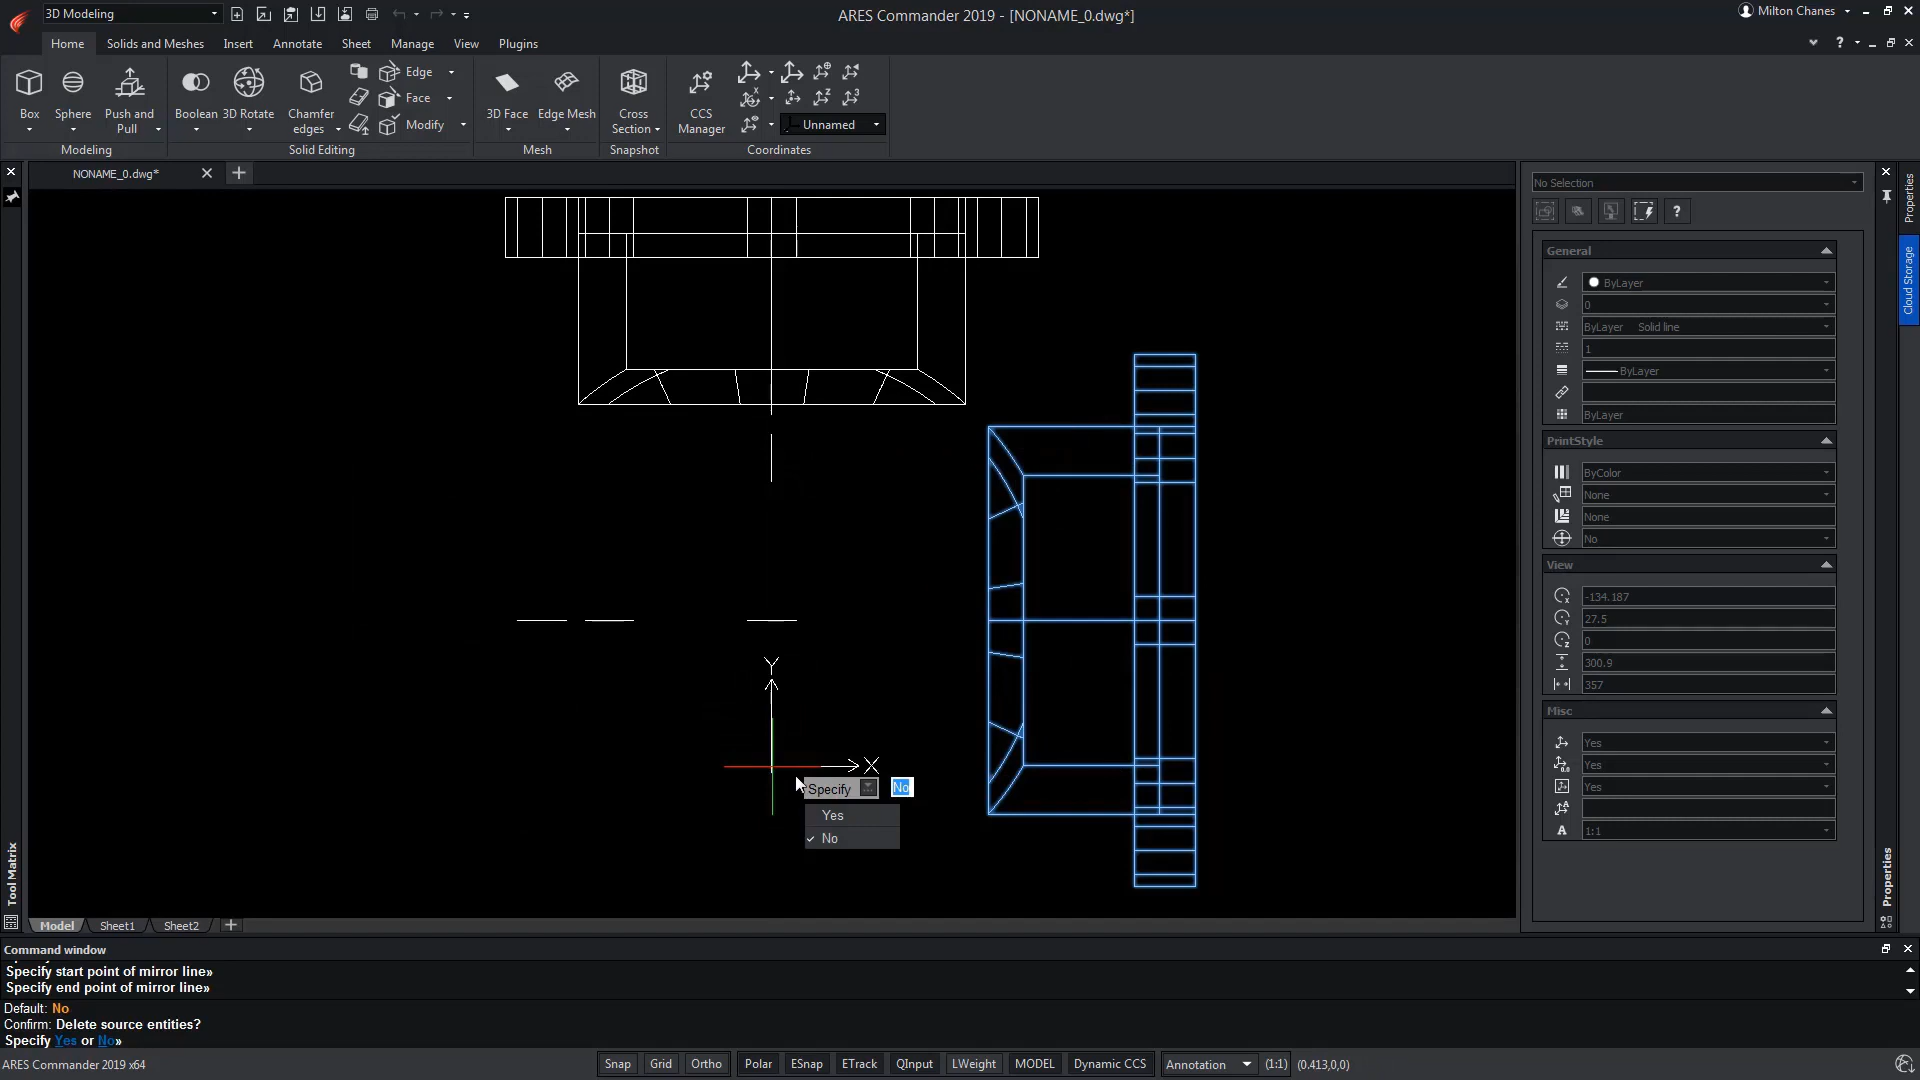 3D Modeling
ARES Commander 2019 - [NONAME_0.dwg*]
Milton Chanes
Home
Solids and Meshes
Insert
Annotate
Sheet
Manage
View
Plugins
?
Box
Sphere
Push and
Pull
Modeling
Boolean
3D Rotate
Chamfer
edges
Edge
Face
Modify
Solid Editing
3D Face
Edge Mesh
Mesh
Cross
Section
Snapshot
CCS
Manager
Unnamed
Coordinates
NONAME_0.dwg*
Y
X
Specify
No
Yes
No
No Selection
?
General
ByLayer
0
ByLayer Solid line
1
ByLayer
ByLayer
PrintStyle
ByColor
None
None
No
View
-134.187
27.5
0
300.9
357
Misc
Yes
Yes
Yes
1:1
Properties
Cloud Storage
Properties
Tool Matrix
Model
Sheet1
Sheet2
Command window
Specify start point of mirror line»
Specify end point of mirror line»
Default: No
Confirm: Delete source entities?
Specify Yes or No»
ARES Commander 2019 x64
Snap
Grid
Ortho
Polar
ESnap
ETrack
QInput
LWeight
MODEL
Dynamic CCS
Annotation
(1:1)
(0.413,0,0)